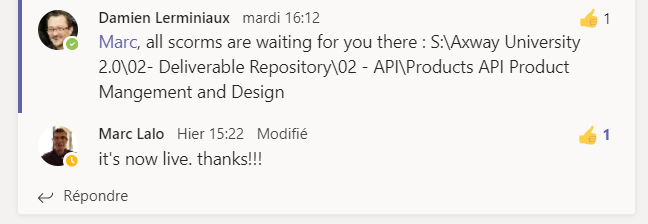 Damien Lerminiaux mardi 16:12 1
Marc, all scorms are waiting for you there : S:\Axway University
2.0\02- Deliverable Repository\02 - API\Products API Product
Mangement and Design
Marc Lalo Hier 15:22 Modifié 1
it's now live. thanks!!!
Répondre